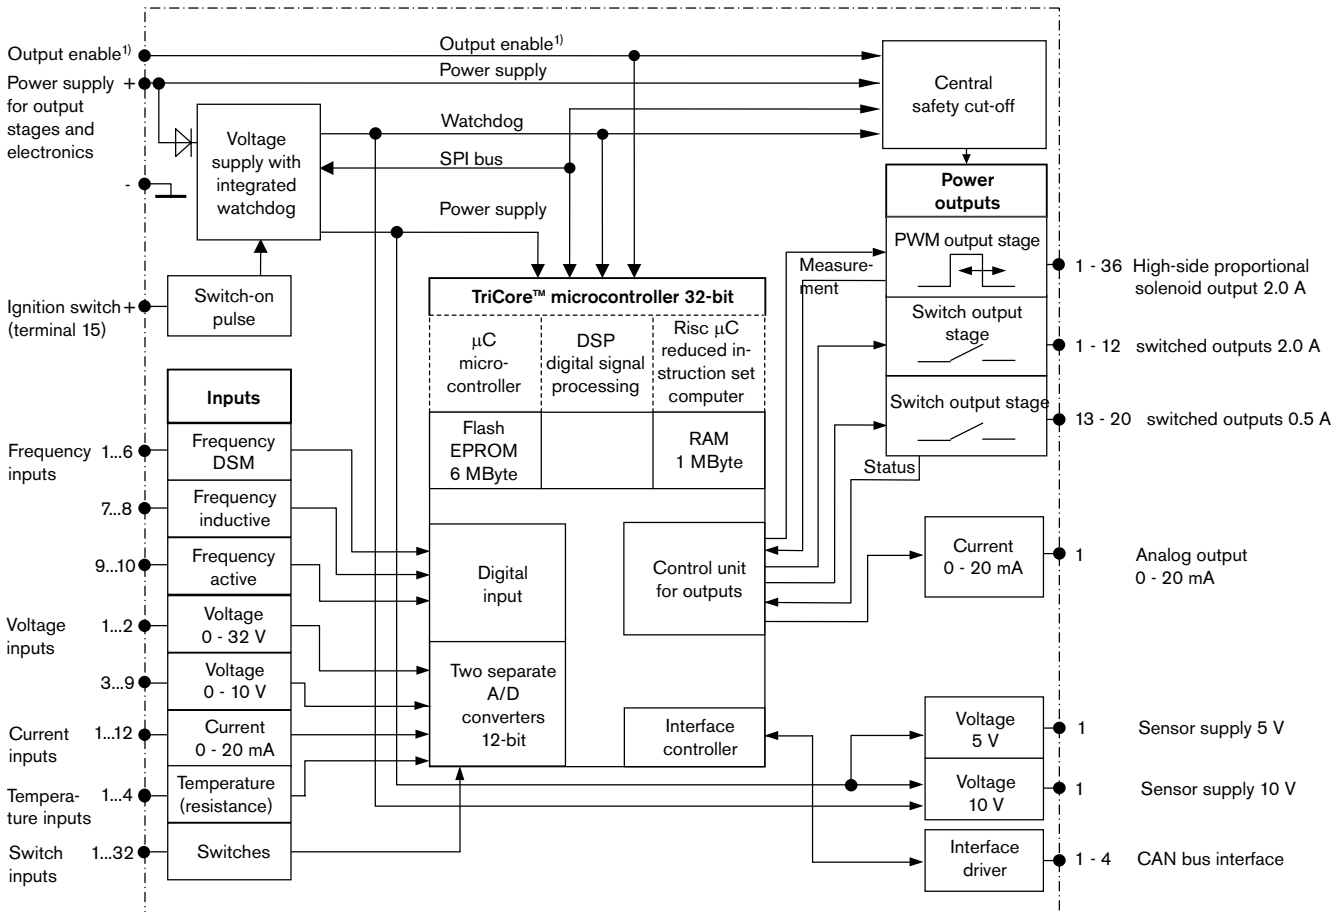 Output enable1)
Power supply +
for output
stages and
electronics
-
Ignition switch +
(terminal 15)
Output enable1)
Power supply
Watchdog
SPI bus
Power supply
Voltage
supply with
integrated
watchdog
Switch-on
pulse
Central
safety cut-off
Power
outputs
PWM output stage
Measure-
ment
Switch output
stage
Switch output stage
Status
1 - 36 High-side proportional
solenoid output 2.0 A
1 - 12 switched outputs 2.0 A
13 - 20 switched outputs 0.5 A
TriCore™ microcontroller 32-bit
μC
micro-
controller
DSP
digital signal
processing
Risc μC
reduced in-
struction set
computer
Flash
EPROM
6 MByte
RAM
1 MByte
Digital
input
Two separate
A/D
converters
12-bit
Control unit
for outputs
Interface
controller
Inputs
Frequency
inputs
1...6
Frequency
DSM
7...8
Frequency
inductive
9...10
Frequency
active
Voltage
inputs
1...2
Voltage
0 - 32 V
3...9
Voltage
0 - 10 V
Current
inputs
1...12
Current
0 - 20 mA
Tempera-
ture inputs
1...4
Temperature
(resistance)
Switch
inputs
1...32
Switches
Current
0 - 20 mA
1 Analog output
0 - 20 mA
Voltage
5 V
1 Sensor supply 5 V
Voltage
10 V
1 Sensor supply 10 V
Interface
driver
1 - 4 CAN bus interface